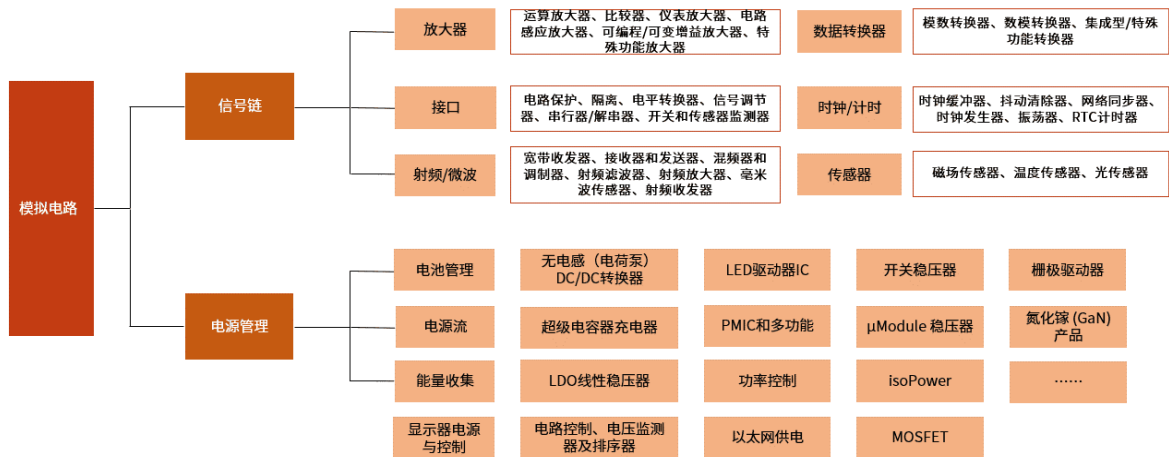 模拟电路
信号链
放大器
运算放大器、比较器、仪表放大器、电路
感应放大器、可编程/可变增益放大器、特
殊功能放大器
数据转换器
模数转换器、数模转换器、集成型/特殊
功能转换器
接口
电路保护、隔离、电平转换器、信号调节
器、串行器/解串器、开关和传感器监测器
时钟/计时
时钟缓冲器、抖动清除器、网络同步器、
时钟发生器、振荡器、RTC计时器
射频/微波
宽带收发器、接收器和发送器、混频器和
调制器、射频滤波器、射频放大器、毫米
波传感器、射频收发器
传感器
磁场传感器、温度传感器、光传感器
电源管理
电池管理
无电感（电荷泵）
DC/DC转换器
LED驱动器IC
开关稳压器
栅极驱动器
电源流
超级电容器充电器
PMIC和多功能
μModule 稳压器
氮化镓 (GaN)
产品
能量收集
LDO线性稳压器
功率控制
isoPower
……
显示器电源
与控制
电路控制、电压监测
器及排序器
以太网供电
MOSFET